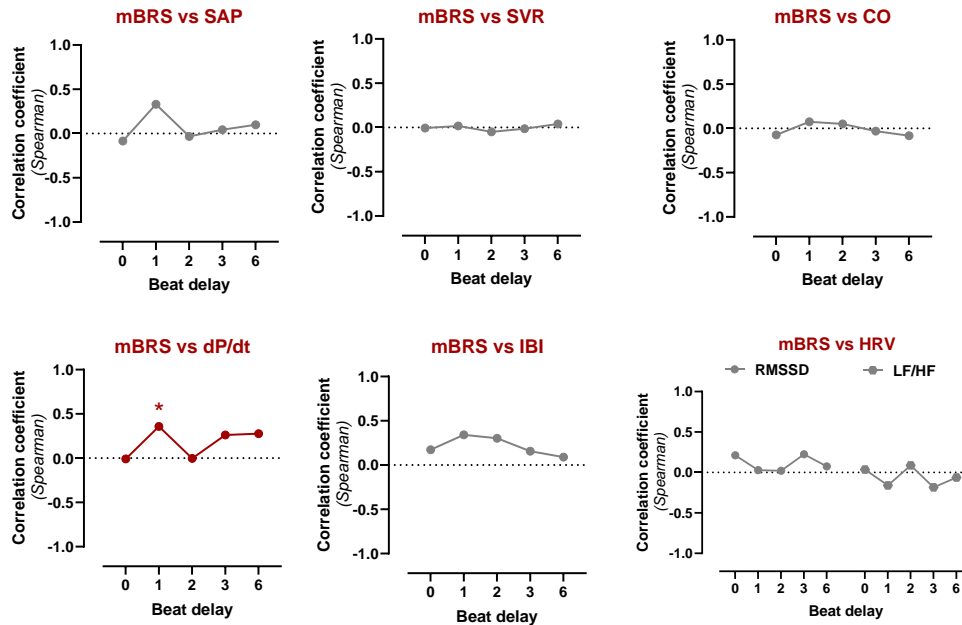 mBRS vs SAP
Correlation coefficient
(Spearman)
1.0
0.5
0.0
-0.5
-1.0
0 1 2 3 6
Beat delay
mBRS vs SVR
Correlation coefficient
(Spearman)
1.0
0.5
0.0
-0.5
-1.0
0 1 2 3 6
Beat delay
mBRS vs CO
Correlation coefficient
(Spearman)
1.0
0.5
0.0
-0.5
-1.0
0 1 2 3 6
Beat delay
mBRS vs dP/dt
Correlation coefficient
(Spearman)
1.0
0.5
0.0
-0.5
-1.0
*
0 1 2 3 6
Beat delay
mBRS vs IBI
Correlation coefficient
(Spearman)
1.0
0.5
0.0
-0.5
-1.0
0 1 2 3 6
Beat delay
mBRS vs HRV
RMSSD LF/HF
Correlation coefficient
(Spearman)
1.0
0.5
0.0
-0.5
-1.0
0 1 2 3 6 0 1 2 3 6
Beat delay